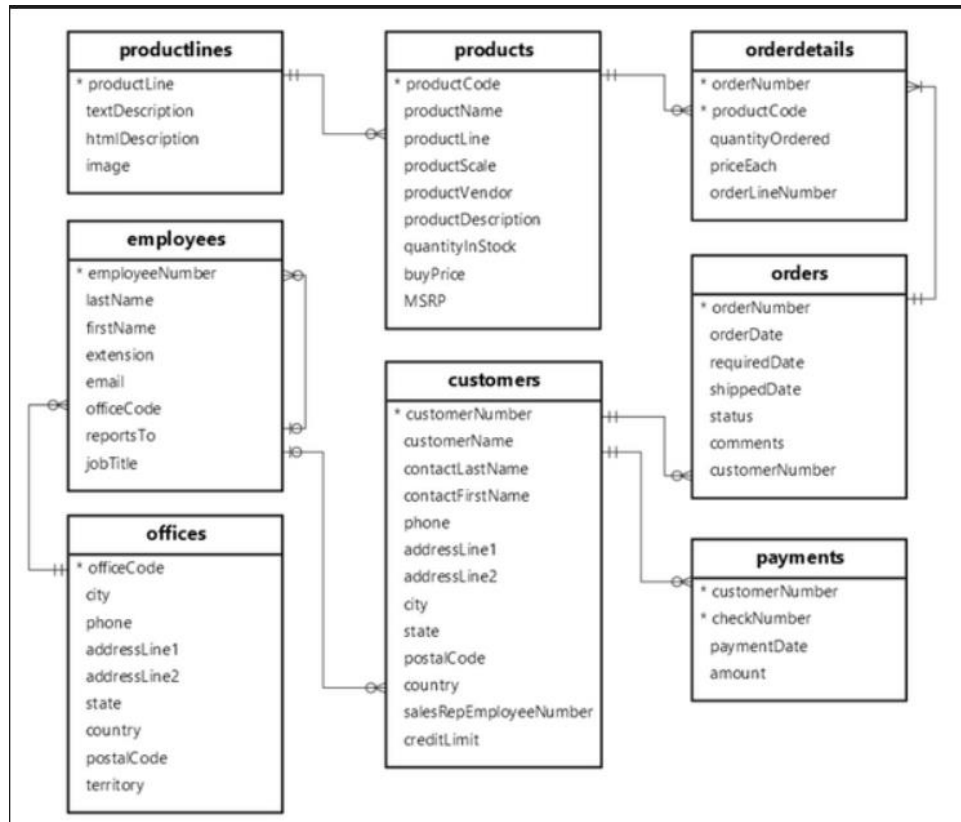 productlines
* productLine
textDescription
htmlDescription
image
products
* productCode
productName
productLine
productScale
productVendor
productDescription
quantityInStock
buyPrice
MSRP
orderdetails
* orderNumber
* productCode
quantityOrdered
priceEach
orderLineNumber
employees
* employeeNumber
lastName
firstName
extension
email
officeCode
reportsTo
jobTitle
customers
* customerNumber
customerName
contactLastName
contactFirstName
phone
addressLine1
addressLine2
city
state
postalCode
country
salesRepEmployeeNumber
creditLimit
orders
* orderNumber
orderDate
requiredDate
shippedDate
status
comments
customerNumber
offices
* officeCode
city
phone
addressLine1
addressLine2
state
country
postalCode
territory
payments
* customerNumber
* checkNumber
paymentDate
amount